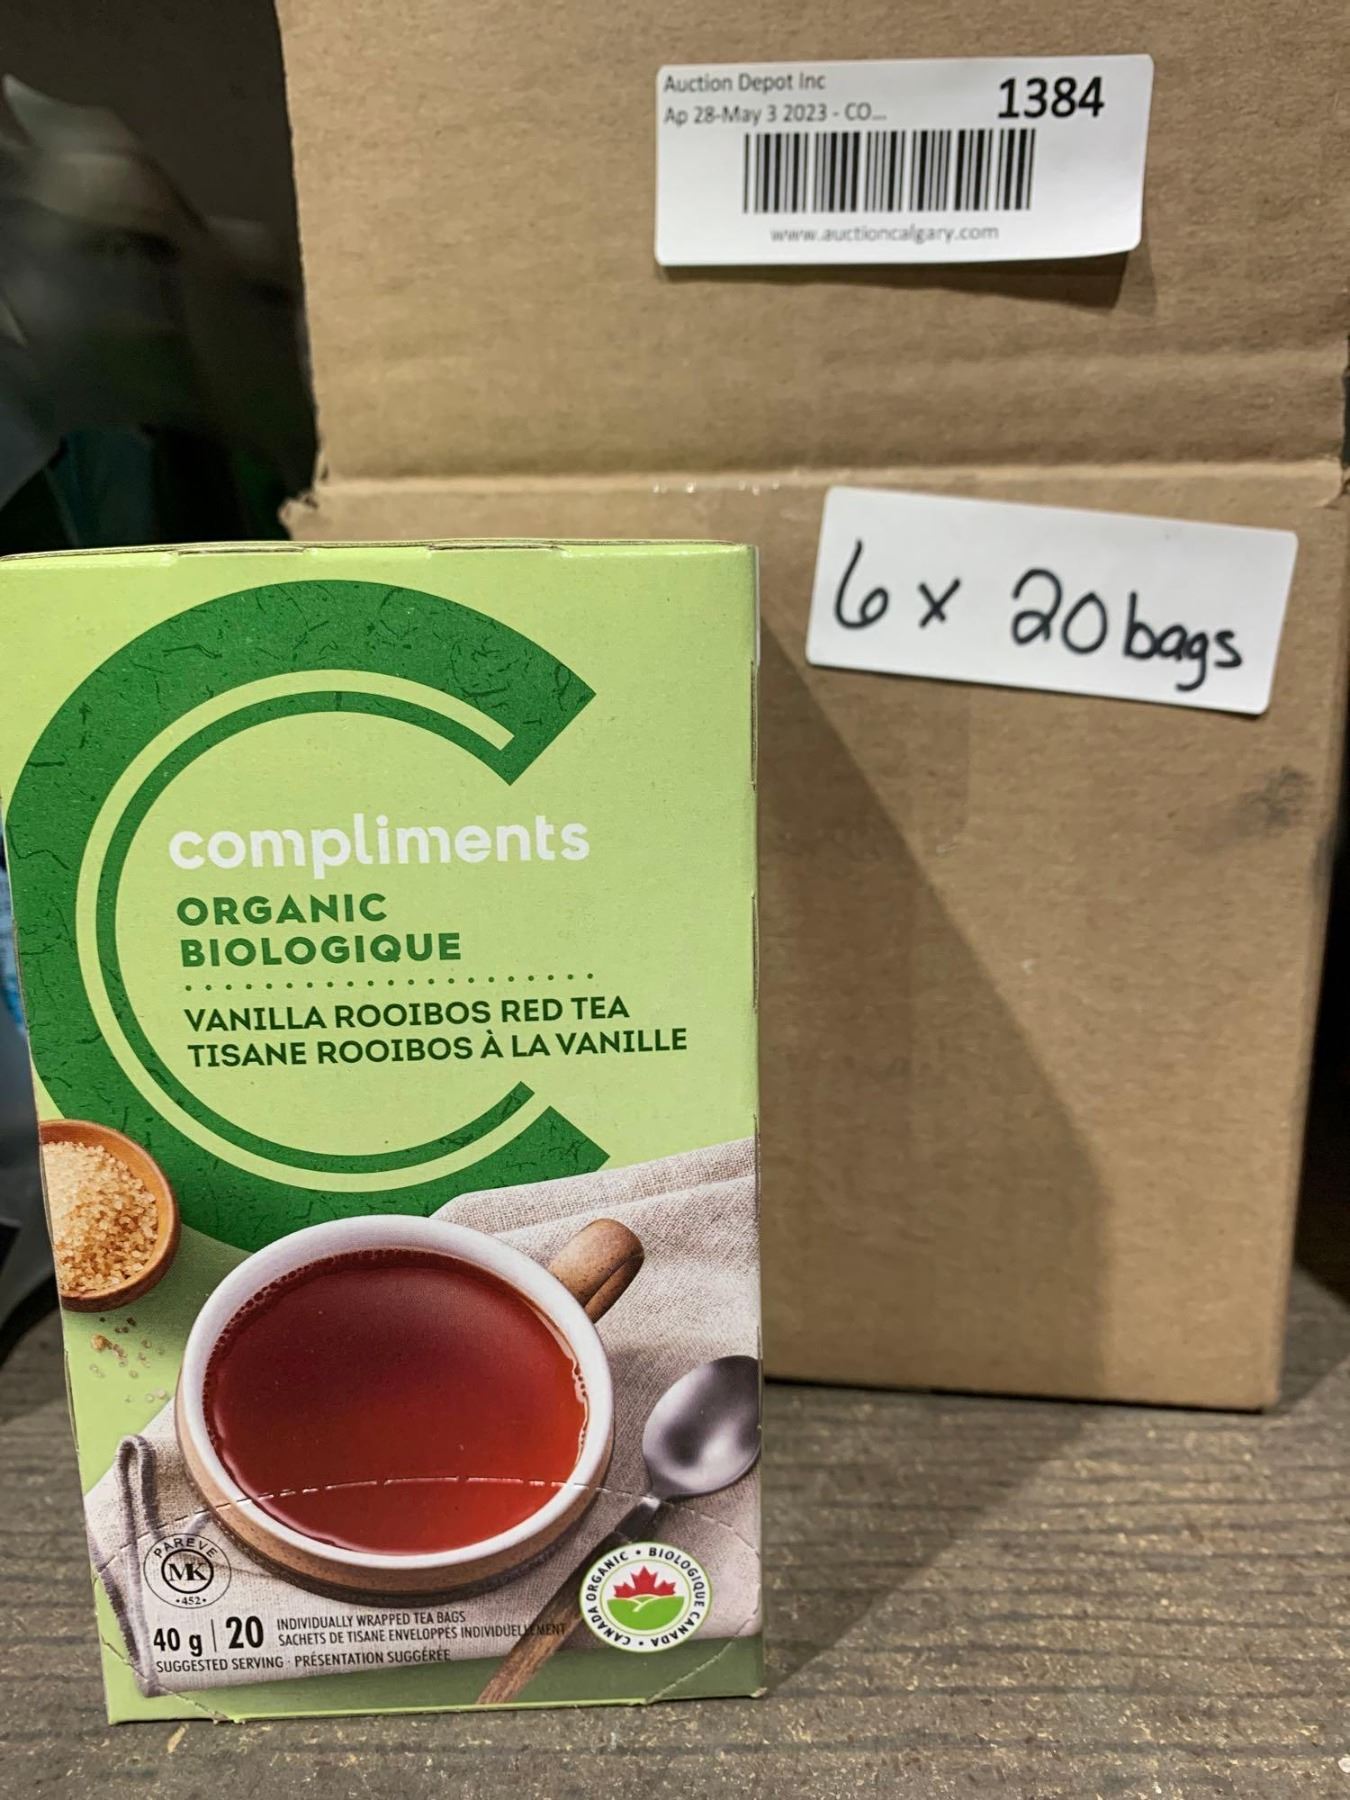 Auction Depot Inc
1384
Ap 28-May 3 2023 - CO...
www.auctioncalgary.com
6 x 20 bags
compliments
ORGANIC
BIOLOGIQUE
VANILLA ROOIBOS RED TEA
TISANE ROOIBOS À LA VANILLE
PAREVE
MK
•452•
40 g | 20
INDIVIDUALLY WRAPPED TEA BAGS
SACHETS DE TISANE ENVELOPPÉS INDIVIDUELLEMENT
SUGGESTED SERVING · PRÉSENTATION SUGGÉRÉE
CANADA ORGANIC • BIOLOGIQUE CANADA •